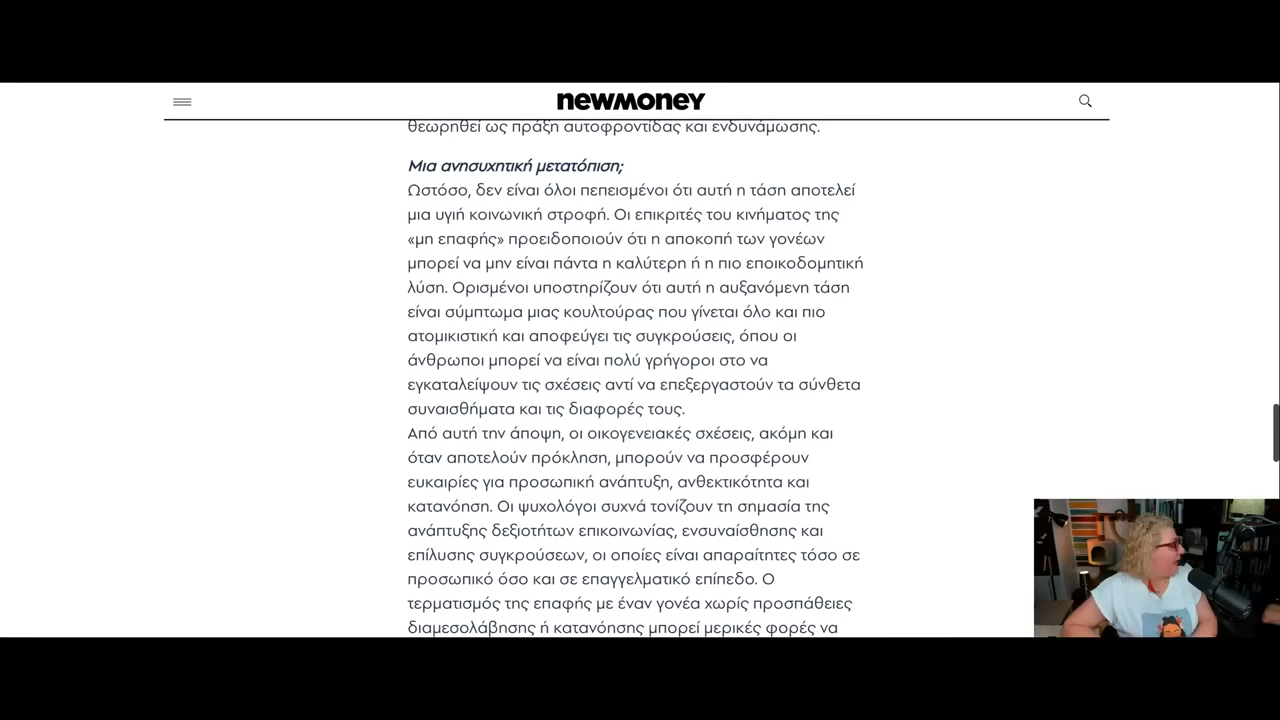 newmoney
θεωρηθεί ως πράξη αυτοφροντίδας και ενδυνάμωσης.
Μια ανησυχητική μετατόπιση;
Ωστόσο, δεν είναι όλοι πεπεισμένοι ότι αυτή η τάση αποτελεί
μια υγιή κοινωνική στροφή. Οι επικριτές του κινήματος της
«μη επαφής» προειδοποιούν ότι η αποκοπή των γονέων
μπορεί να μην είναι πάντα η καλύτερη ή η πιο εποικοδομητική
λύση. Ορισμένοι υποστηρίζουν ότι αυτή η αυξανόμενη τάση
είναι σύμπτωμα μιας κουλτούρας που γίνεται όλο και πιο
ατομικιστική και αποφεύγει τις συγκρούσεις, όπου οι
άνθρωποι μπορεί να είναι πολύ γρήγοροι στο να
εγκαταλείψουν τις σχέσεις αντί να επεξεργαστούν τα σύνθετα
συναισθήματα και τις διαφορές τους.
Από αυτή την άποψη, οι οικογενειακές σχέσεις, ακόμη και
όταν αποτελούν πρόκληση, μπορούν να προσφέρουν
ευκαιρίες για προσωπική ανάπτυξη, ανθεκτικότητα και
κατανόηση. Οι ψυχολόγοι συχνά τονίζουν τη σημασία της
ανάπτυξης δεξιοτήτων επικοινωνίας, ενσυναίσθησης και
επίλυσης συγκρούσεων, οι οποίες είναι απαραίτητες τόσο σε
προσωπικό όσο και σε επαγγελματικό επίπεδο. Ο
τερματισμός της επαφής με έναν γονέα χωρίς προσπάθειες
διαμεσολάβησης ή κατανόησης μπορεί μερικές φορές να